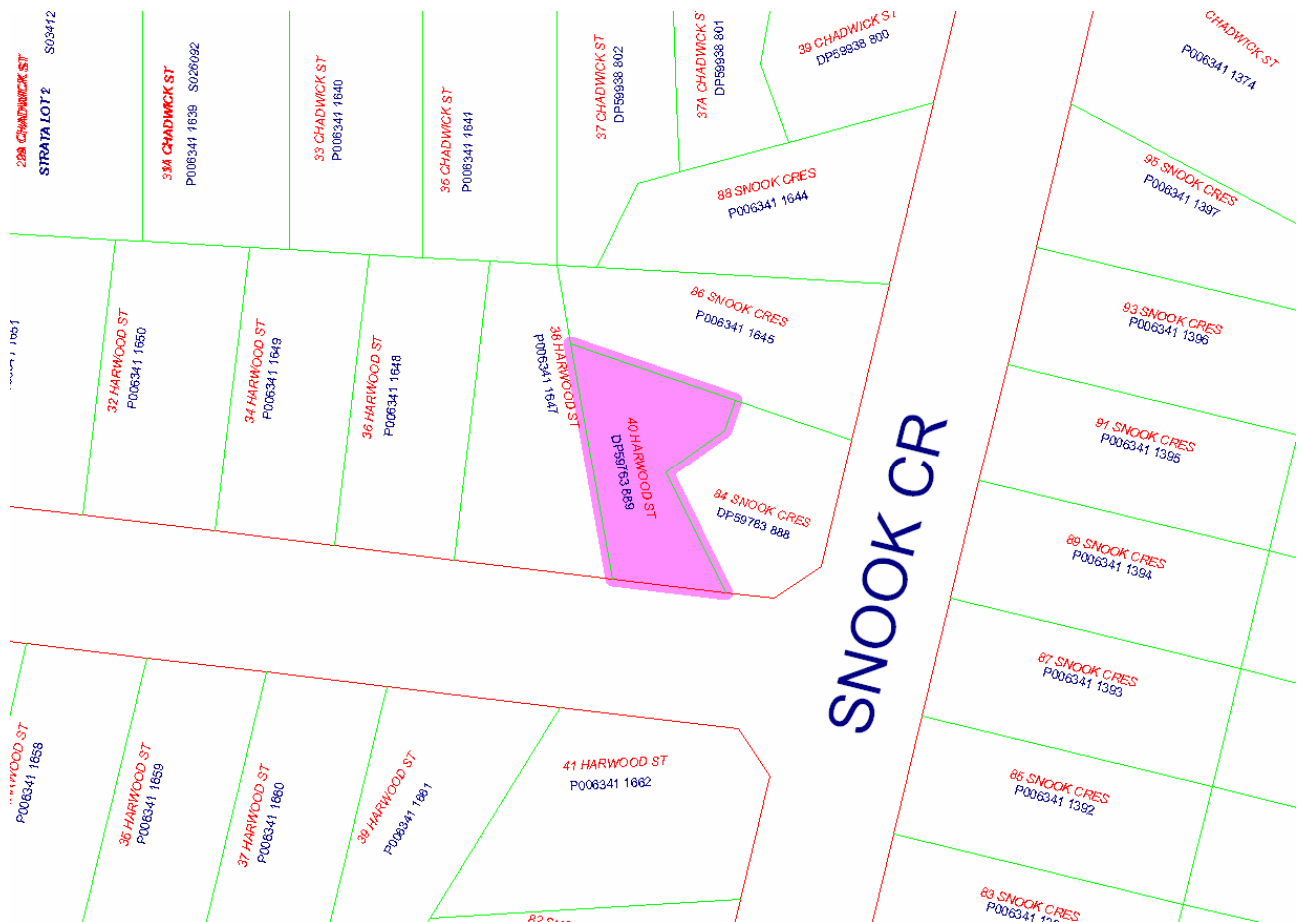 STRATA LOT 2
S03412
31A CHADWICK ST
P006341 1639 S026092
33 CHADWICK ST
P006341 1640
35 CHADWICK ST
P006341 1641
37 CHADWICK ST
DP59938 802
37A CHADWICK S
DP59938 801
39 CHADWICK ST
DP59938 800
CHADWICK ST
P006341 1374
88 SNOOK CRES
P006341 1644
95 SNOOK CRES
P006341 1397
86 SNOOK CRES
P006341 1645
93 SNOOK CRES
P006341 1396
32 HARWOOD ST
P006341 1650
34 HARWOOD ST
P006341 1649
36 HARWOOD ST
P006341 1648
38 HARWOOD ST
P006341 1647
40 HARWOOD ST
DP59763 889
84 SNOOK CRES
DP59763 888
SNOOK CR
91 SNOOK CRES
P006341 1395
89 SNOOK CRES
P006341 1394
87 SNOOK CRES
P006341 1393
85 SNOOK CRES
P006341 1392
83 SNOOK CRES
HARWOOD ST
P006341 1658
35 HARWOOD ST
P006341 1659
37 HARWOOD ST
P006341 1660
39 HARWOOD ST
P006341 1661
41 HARWOOD ST
P006341 1662